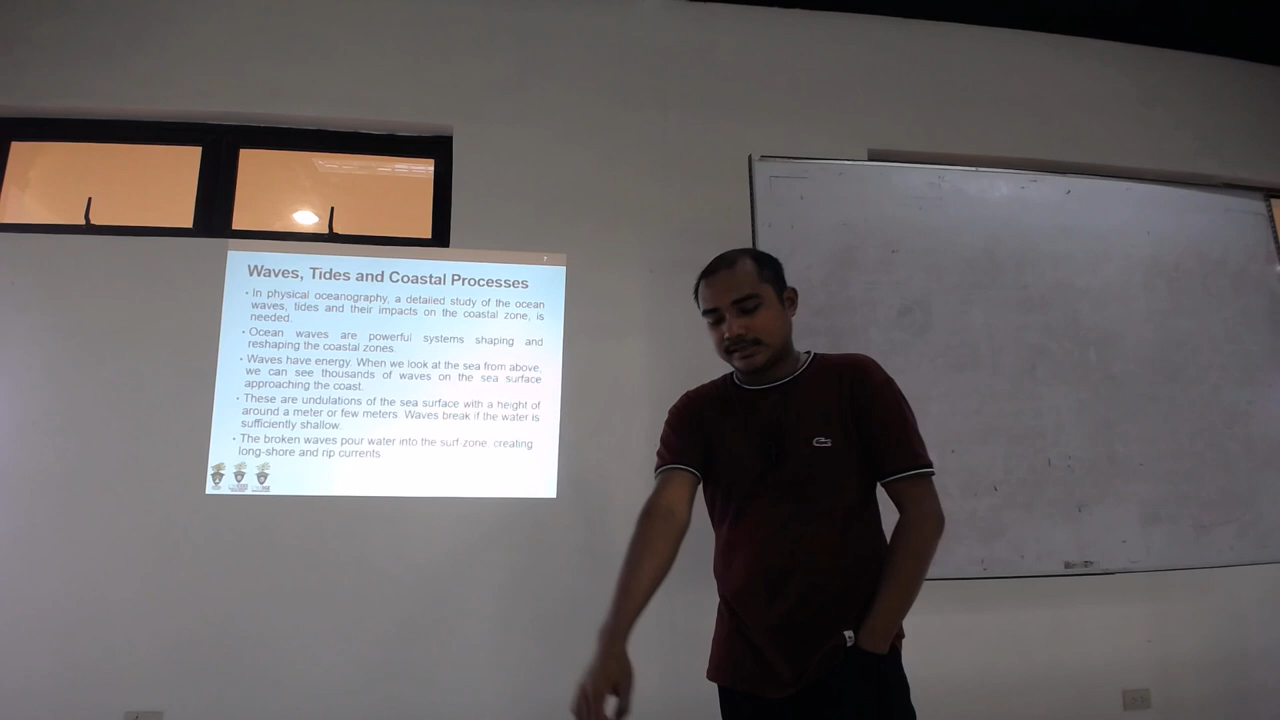 7
Waves, Tides and Coastal Processes
• In physical oceanography, a detailed study of the ocean
waves, tides and their impacts on the coastal zone, is
needed.
• Ocean waves are powerful systems shaping and
reshaping the coastal zones.
• Waves have energy. When we look at the sea from above,
we can see thousands of waves on the sea surface
approaching the coast.
• These are undulations of the sea surface with a height of
around a meter or few meters. Waves break if the water is
sufficiently shallow.
• The broken waves pour water into the surf zone, creating
long-shore and rip currents